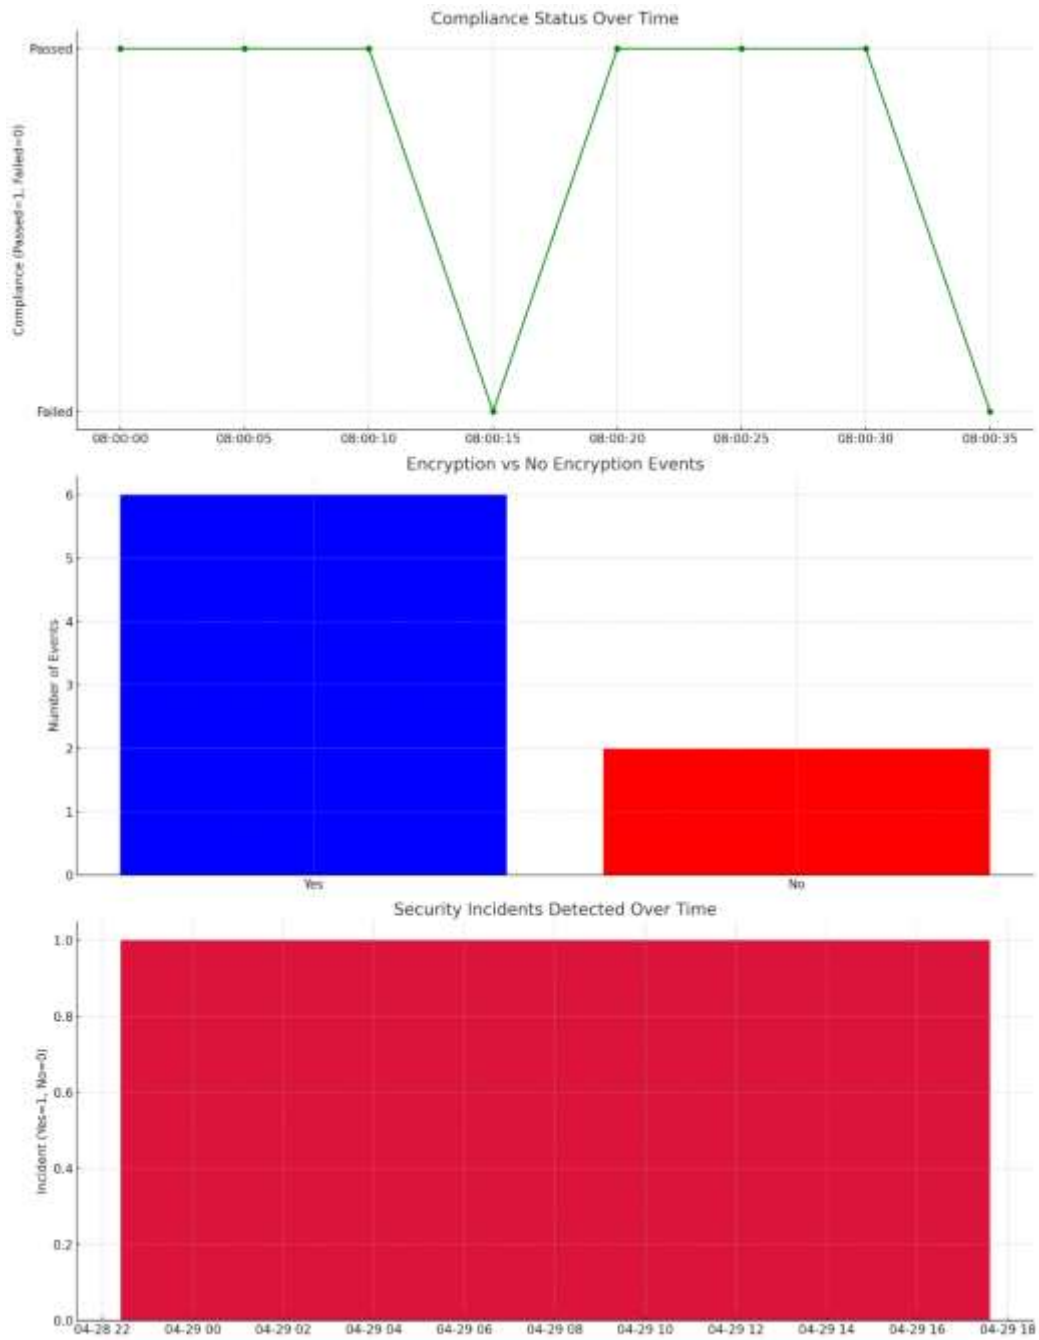 Compliance Status Over Time
Compliance (Passed=1, Failed=0)
Passed
Failed
08:00:00 08:00:05 08:00:10 08:00:15 08:00:20 08:00:25 08:00:30 08:00:35
Encryption vs No Encryption Events
Number of Events
6
5
4
3
2
1
0
Yes No
Security Incidents Detected Over Time
Incident (Yes=1, No=0)
1.0
0.8
0.6
0.4
0.2
0.0
04-28 22 04-29 00 04-29 02 04-29 04 04-29 06 04-29 08 04-29 10 04-29 12 04-29 14 04-29 16 04-29 18